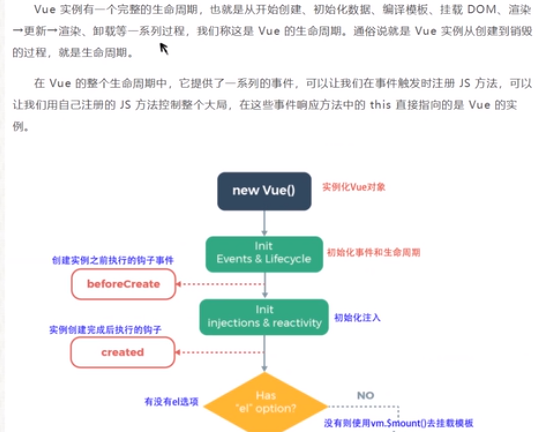 Vue 实例有一个完整的生命周期，也就是从开始创建、初始化数据、编译模板、挂载 DOM、渲染
→更新→渲染、卸载等一系列过程，我们称这是 Vue 的生命周期。通俗说就是 Vue 实例从创建到销毁
的过程，就是生命周期。
在 Vue 的整个生命周期中，它提供了一系列的事件，可以让我们在事件触发时注册 JS 方法，可以
让我们用自己注册的 JS 方法控制整个大局，在这些事件响应方法中的 this 直接指向的是 Vue 的实
例。
new Vue()
实例化Vue对象
Init
Events & Lifecycle
初始化事件和生命周期
创建实例之前执行的钩子事件
beforeCreate
Init
injections & reactivity
初始化注入
实例创建完成后执行的钩子
created
Has
"el" option?
有没有el选项
NO
没有则使用vm.$mount()去挂载模板